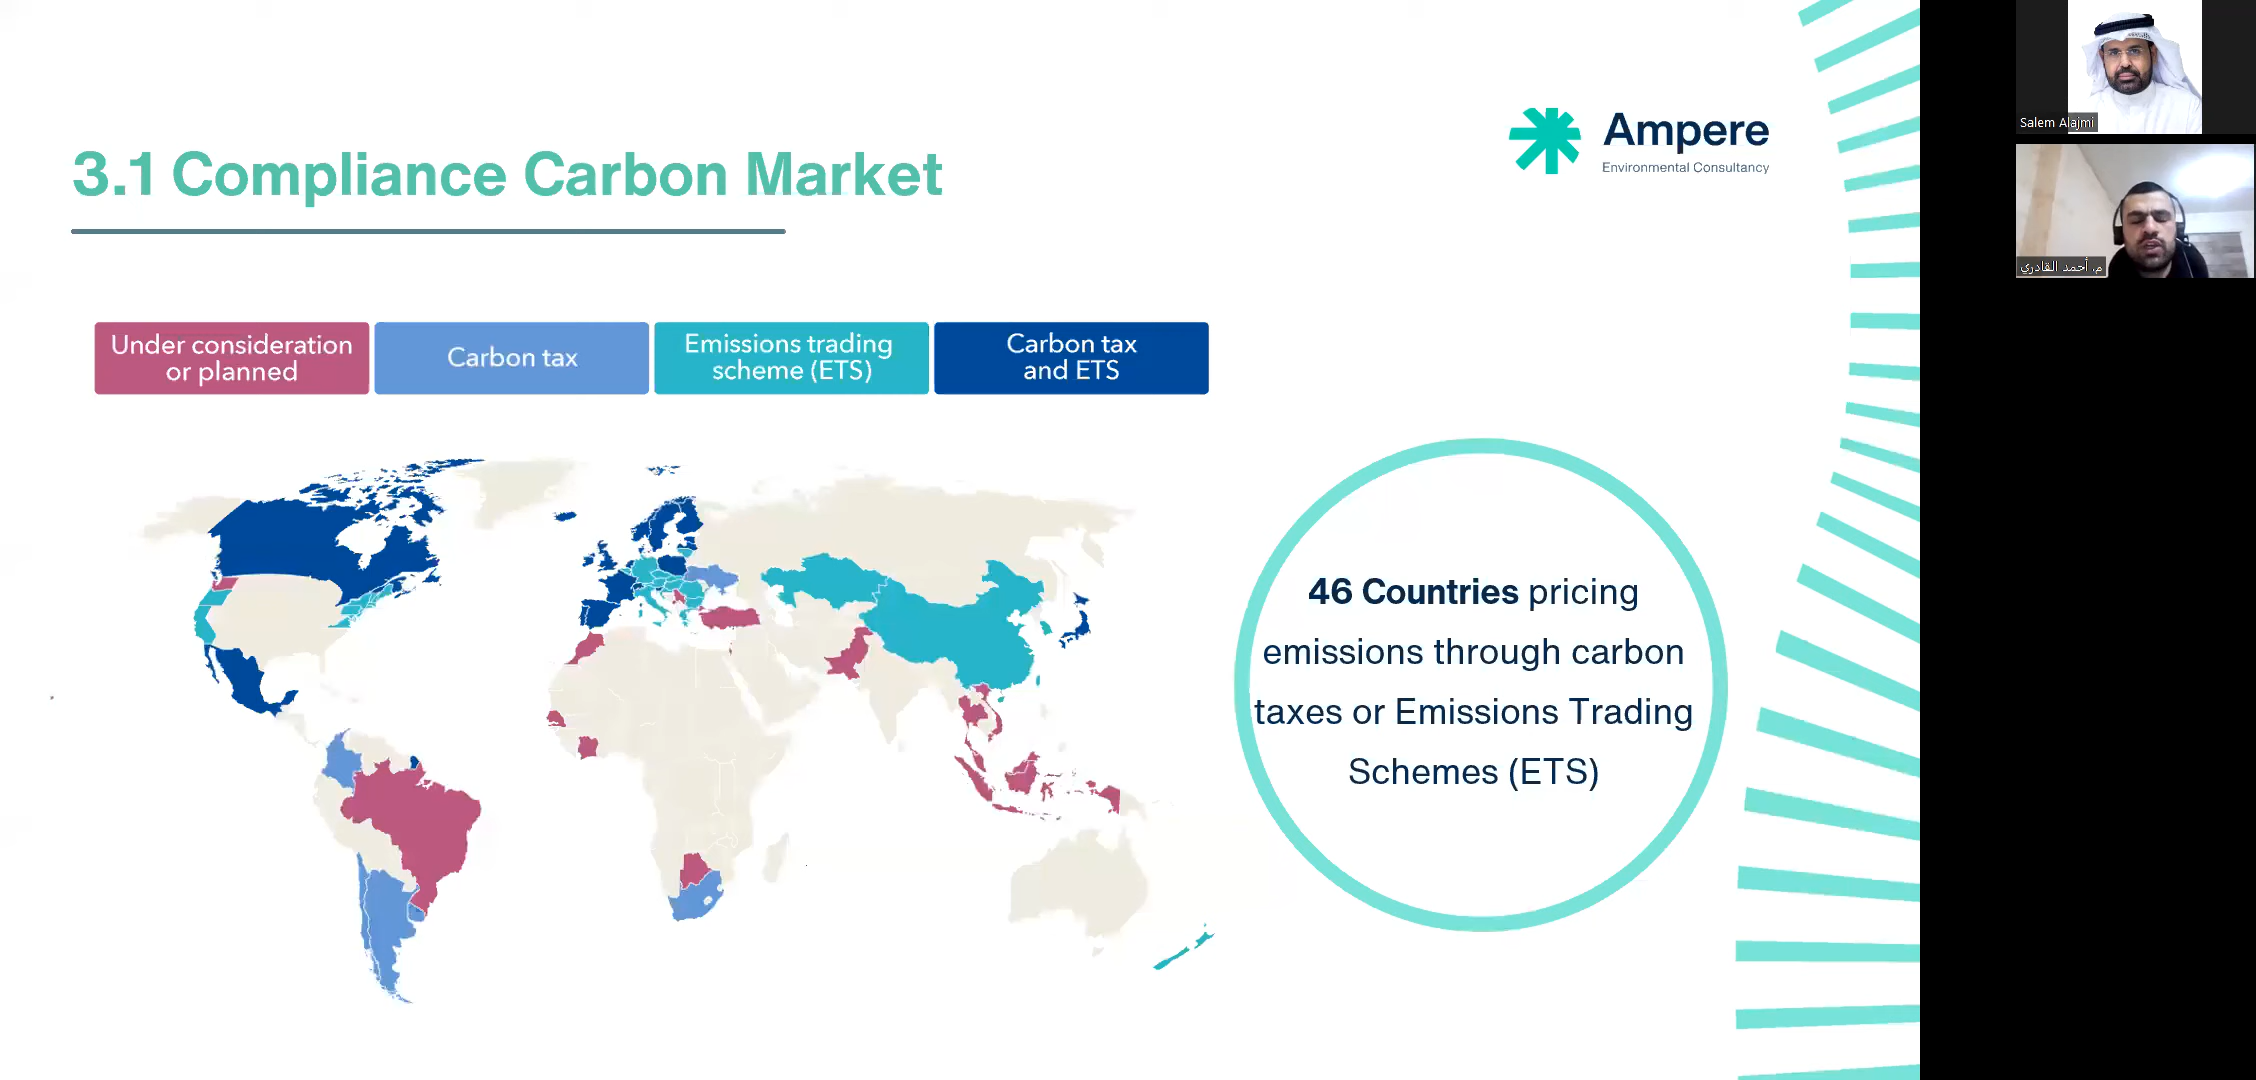 3.1 Compliance Carbon Market
Ampere
Environmental Consultancy
Under consideration
or planned
Carbon tax
Emissions trading
scheme (ETS)
Carbon tax
and ETS
46 Countries pricing
emissions through carbon
taxes or Emissions Trading
Schemes (ETS)
Salem Alajmi
م. أحمد القادري